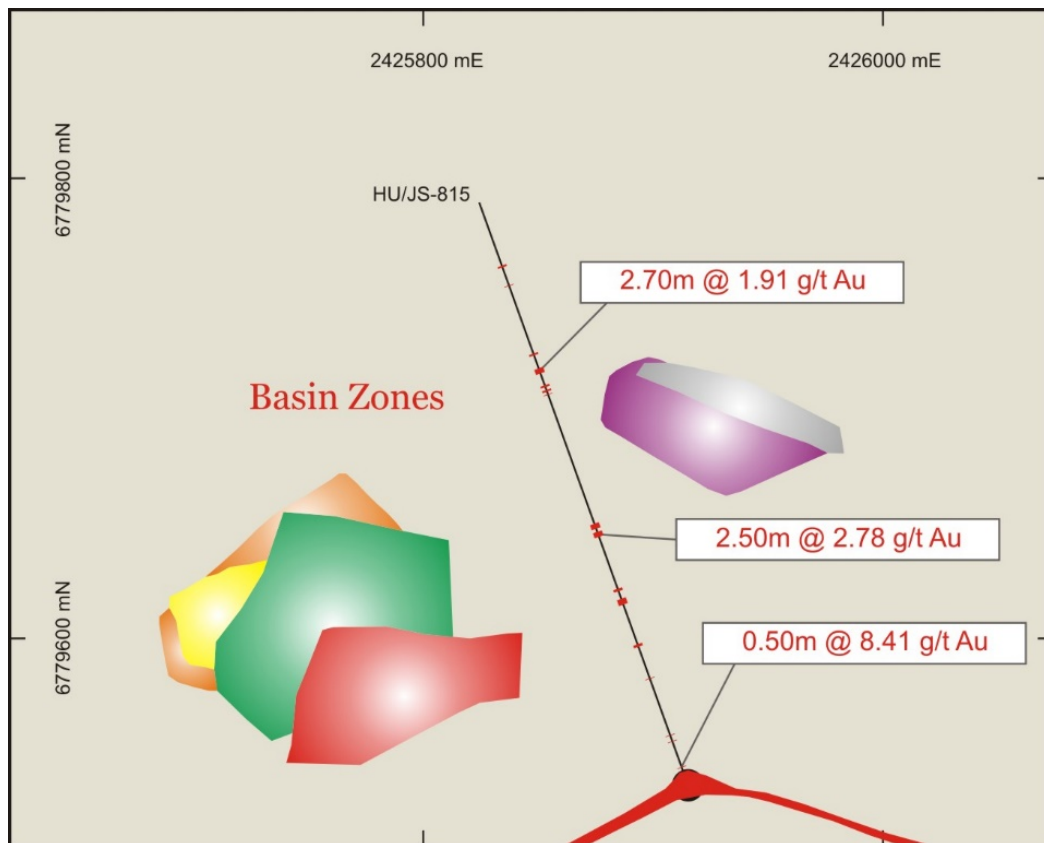 2425800 mE
2426000 mE
6779800 mN
HU/JS-815
2.70m @ 1.91 g/t Au
Basin Zones
2.50m @ 2.78 g/t Au
6779600 mN
0.50m @ 8.41 g/t Au